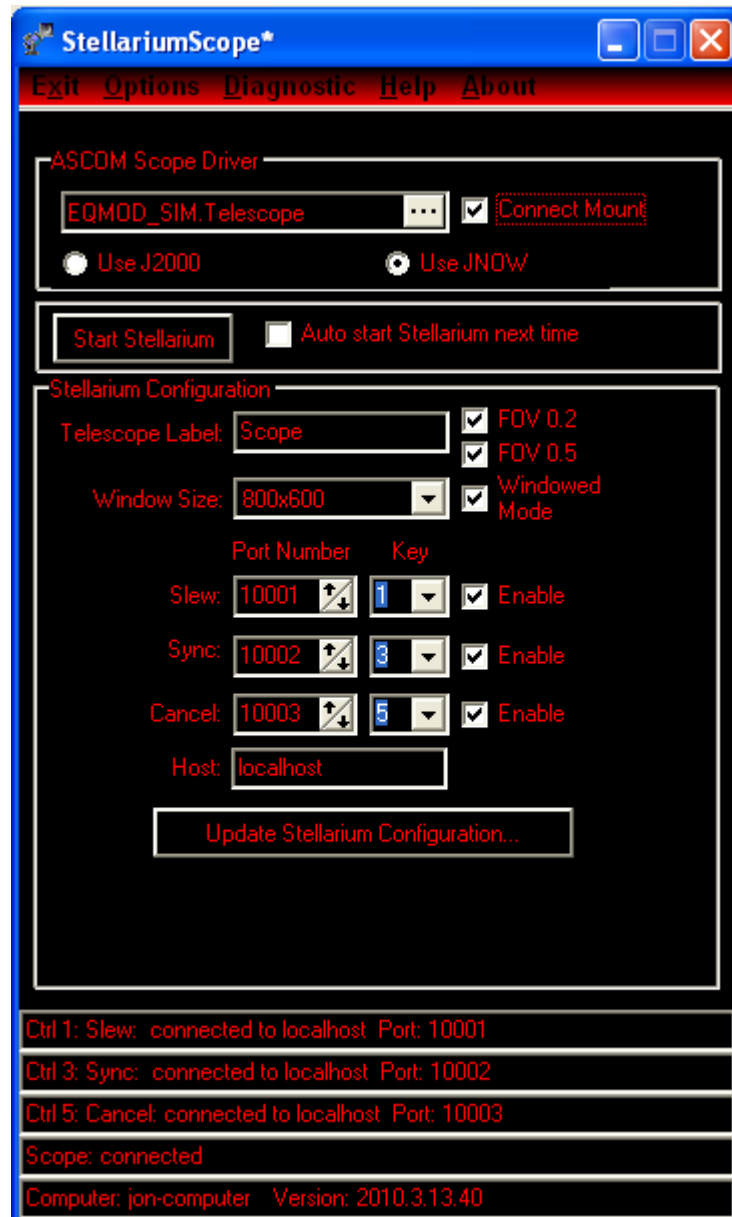 StellariumScope*
Exit Options Diagnostic Help About
ASCOM Scope Driver
EQMOD_SIM.Telescope ... Connect Mount
Use J2000 Use JNOW
Start Stellarium Auto start Stellarium next time
Stellarium Configuration
Telescope Label: Scope FOV 0.2
FOV 0.5
Window Size: 800x600 Windowed
Mode
Port Number Key
Slew: 10001 1 Enable
Sync: 10002 3 Enable
Cancel: 10003 5 Enable
Host: localhost
Update Stellarium Configuration...
Ctrl 1: Slew: connected to localhost Port: 10001
Ctrl 3: Sync: connected to localhost Port: 10002
Ctrl 5: Cancel: connected to localhost Port: 10003
Scope: connected
Computer: jon-computer Version: 2010.3.13.40